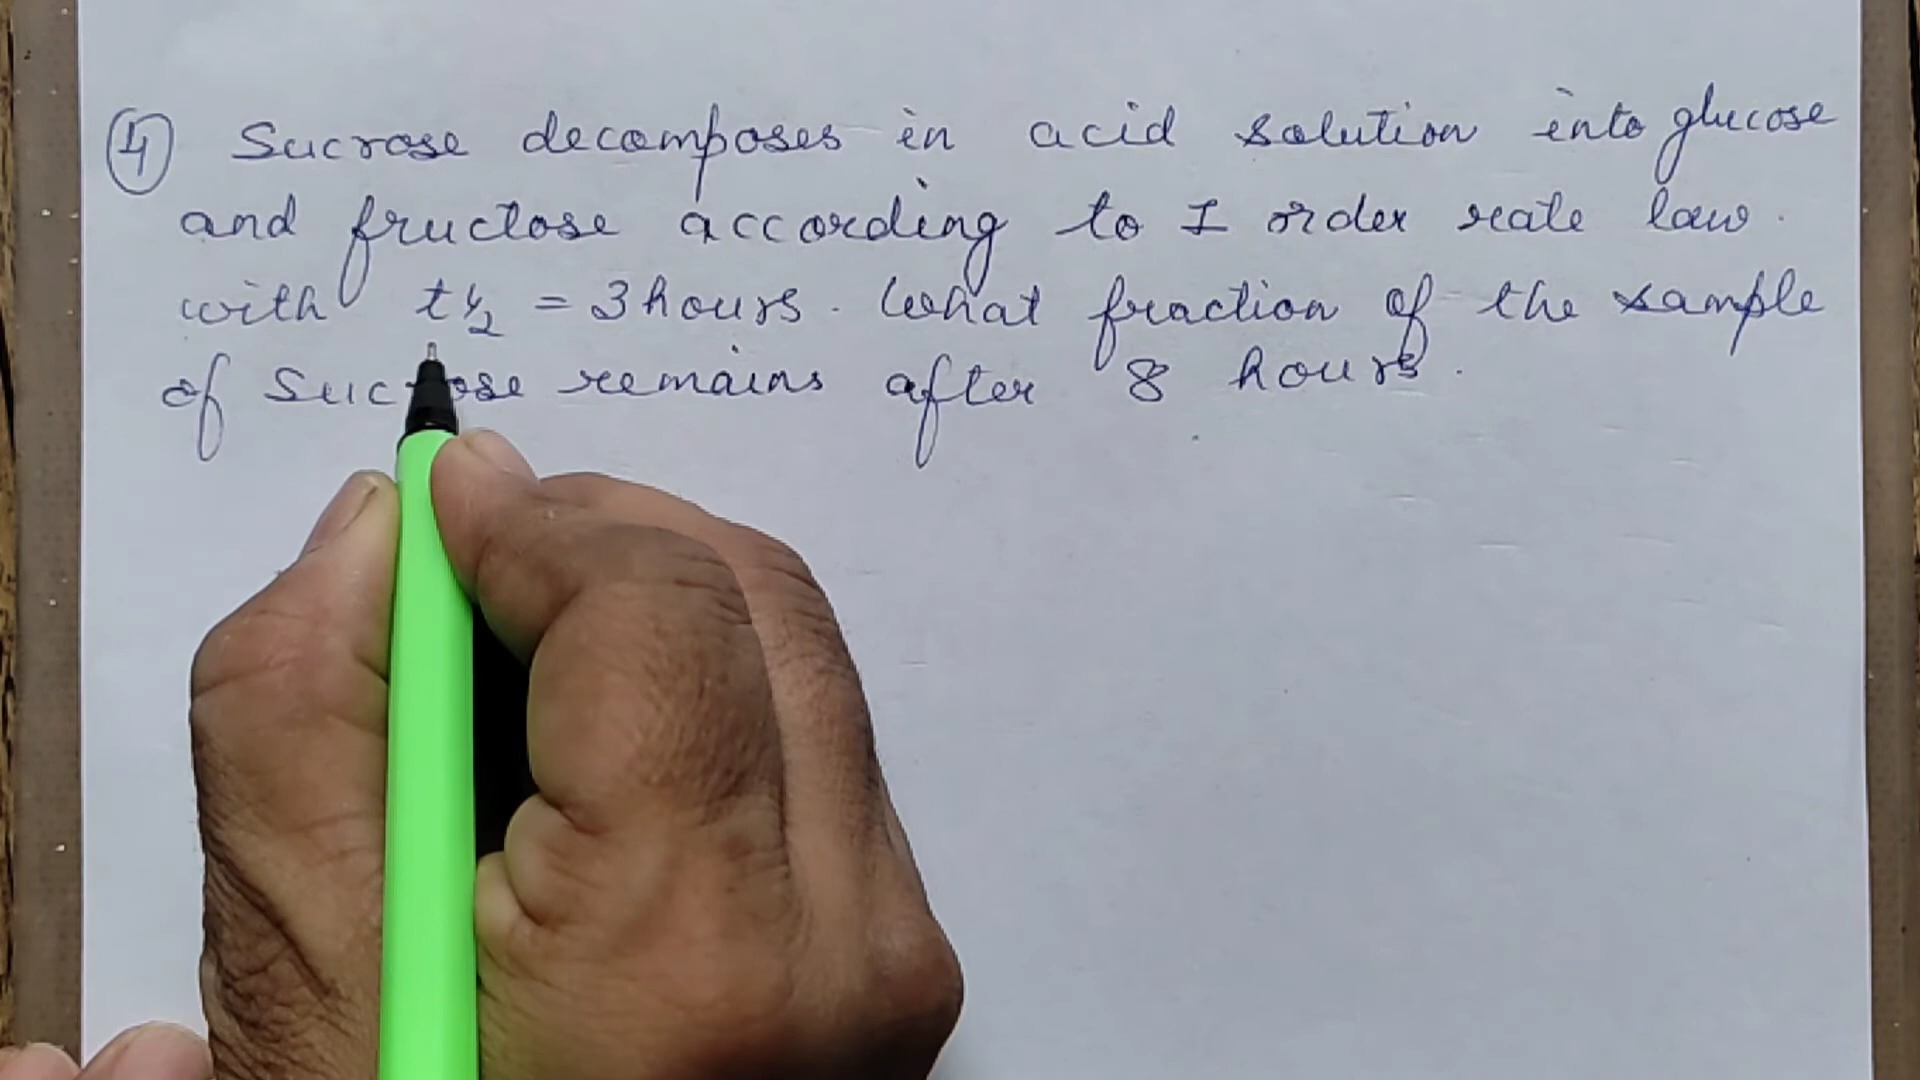 4 Sucrose decomposes in acid solution into glucose
and fructose according to I order rate law.
with t½ = 3 hours. What fraction of the sample
of Sucrose remains after 8 hours.